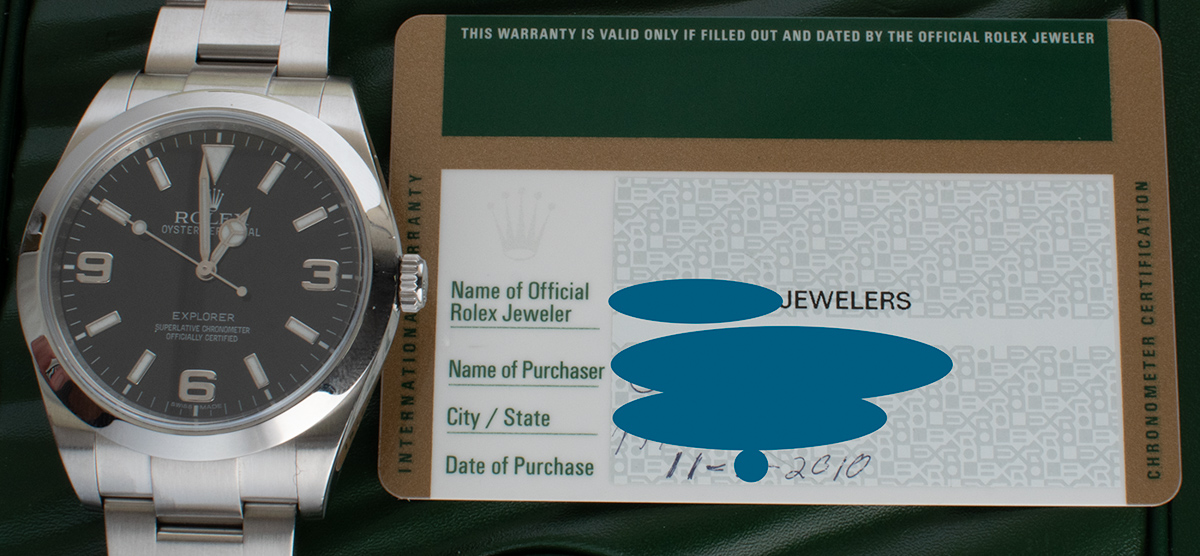 ROLEX
OYSTER PERPETUAL
9 3
EXPLORER
SUPERLATIVE CHRONOMETER
OFFICIALLY CERTIFIED
6
SWISS MADE
THIS WARRANTY IS VALID ONLY IF FILLED OUT AND DATED BY THE OFFICIAL ROLEX JEWELER
INTERNATIONAL WARRANTY
Name of Official
Rolex Jeweler
JEWELERS
Name of Purchaser
City / State
Date of Purchase 11- -2010
CHRONOMETER CERTIFICATION